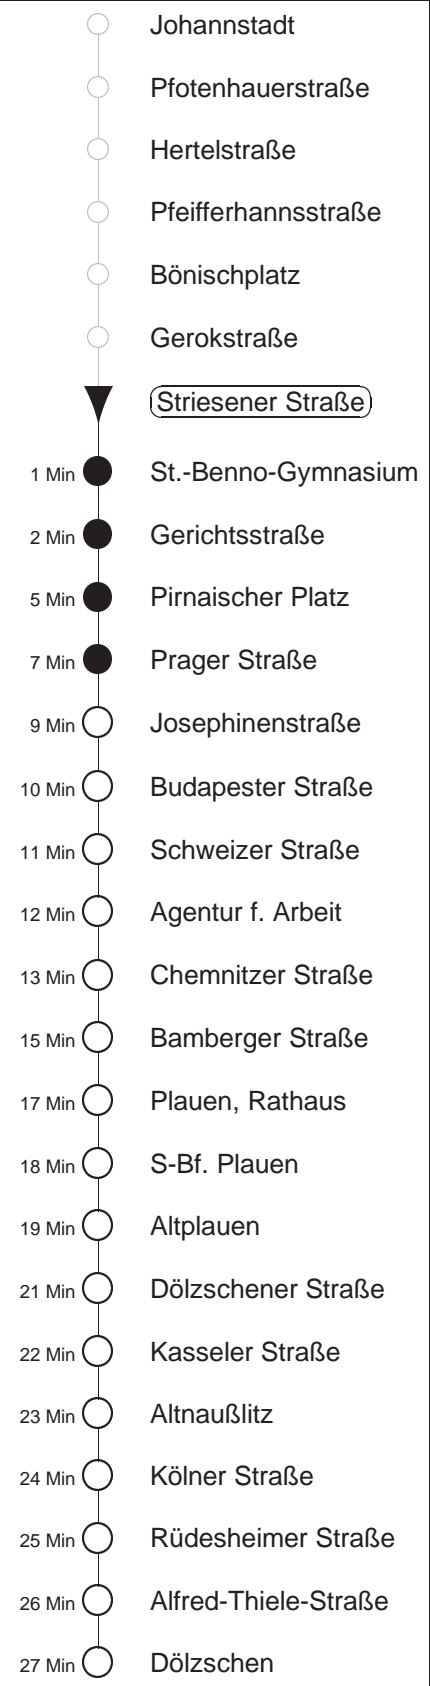 Johannstadt
Pfotenhauerstraße
Hertelstraße
Pfeifferhannsstraße
Bönischplatz
Gerokstraße
Striesener Straße
1 Min St.-Benno-Gymnasium
2 Min Gerichtsstraße
5 Min Pirnaischer Platz
7 Min Prager Straße
9 Min Josephinenstraße
10 Min Budapester Straße
11 Min Schweizer Straße
12 Min Agentur f. Arbeit
13 Min Chemnitzer Straße
15 Min Bamberger Straße
17 Min Plauen, Rathaus
18 Min S-Bf. Plauen
19 Min Altplauen
21 Min Dölzschener Straße
22 Min Kasseler Straße
23 Min Altnaußlitz
24 Min Kölner Straße
25 Min Rüdesheimer Straße
26 Min Alfred-Thiele-Straße
27 Min Dölzschen